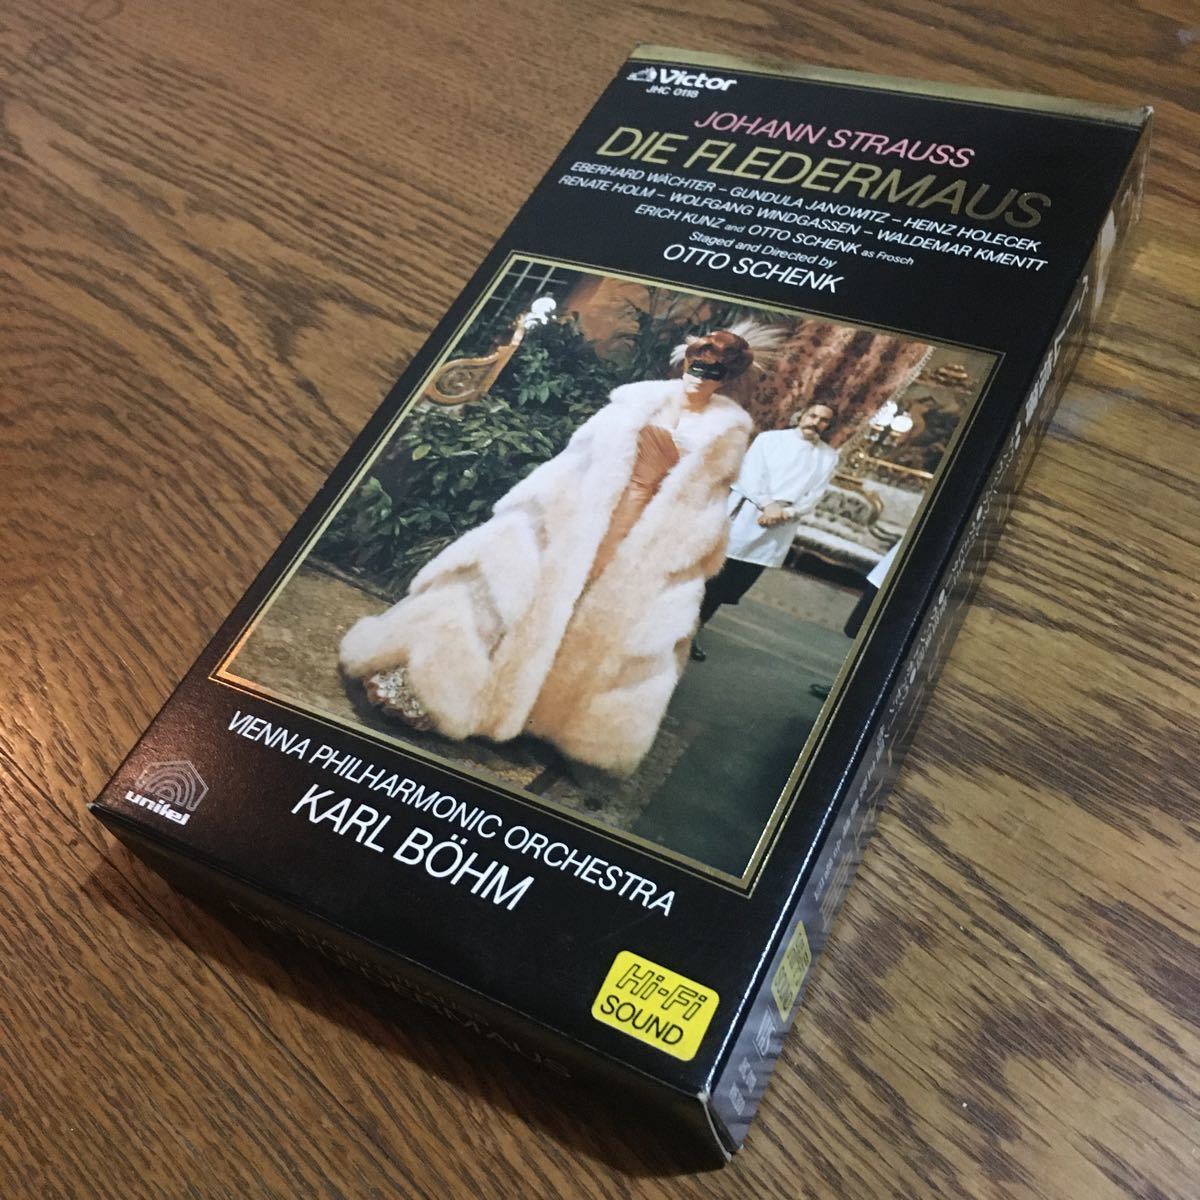 Victor
JHC 0118
JOHANN STRAUSS
DIE FLEDERMAUS
EBERHARD WÄCHTER – GUNDULA JANOWITZ – HEINZ HOLECEK
RENATE HOLM – WOLFGANG WINDGASSEN – WALDEMAR KMENTT
ERICH KUNZ and OTTO SCHENK as Frosch
Staged and Directed by
OTTO SCHENK
VIENNA PHILHARMONIC ORCHESTRA
KARL BÖHM
unitel
Hi-Fi
SOUND